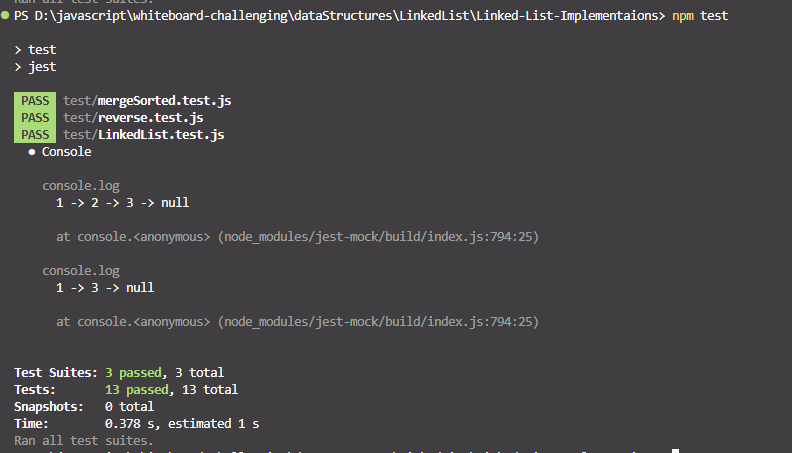 Ran all test suites.
PS D:\javascript\whiteboard-challenging\dataStructures\LinkedList\Linked-List-Implementaions> npm test
> test
> jest
PASS test/mergeSorted.test.js
PASS test/reverse.test.js
PASS test/LinkedList.test.js
● Console
console.log
1 -> 2 -> 3 -> null
at console.<anonymous> (node_modules/jest-mock/build/index.js:794:25)
console.log
1 -> 3 -> null
at console.<anonymous> (node_modules/jest-mock/build/index.js:794:25)
Test Suites: 3 passed, 3 total
Tests: 13 passed, 13 total
Snapshots: 0 total
Time: 0.378 s, estimated 1 s
Ran all test suites.